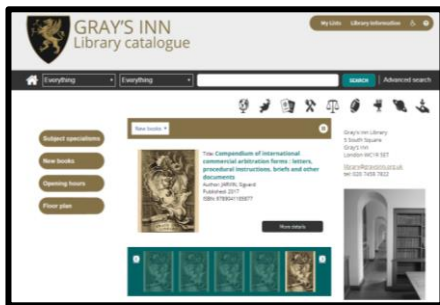 GRAY'S INN
Library catalogue
My Lists Library Information
Everything Everything SEARCH Advanced search
Subject specialisms
New books
Opening hours
Floor plan
New books
Title: Compendium of international
commercial arbitration forms : letters,
procedural instructions, briefs and other
documents
Author: JARVIN, Sigvard
Published: 2017
More details
Gray's Inn Library
5 South Square
Gray's Inn
London WC1R 5ET